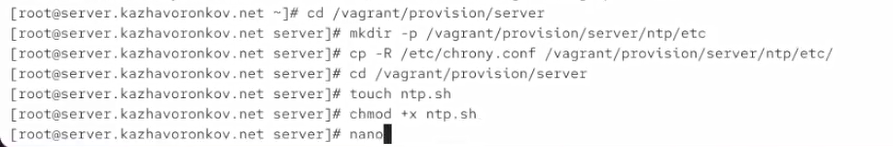 [root@server.kazhavoronkov.net ~]# cd /vagrant/provision/server
[root@server.kazhavoronkov.net server]# mkdir -p /vagrant/provision/server/ntp/etc
[root@server.kazhavoronkov.net server]# cp -R /etc/chrony.conf /vagrant/provision/server/ntp/etc/
[root@server.kazhavoronkov.net server]# cd /vagrant/provision/server
[root@server.kazhavoronkov.net server]# touch ntp.sh
[root@server.kazhavoronkov.net server]# chmod +x ntp.sh
[root@server.kazhavoronkov.net server]# nano